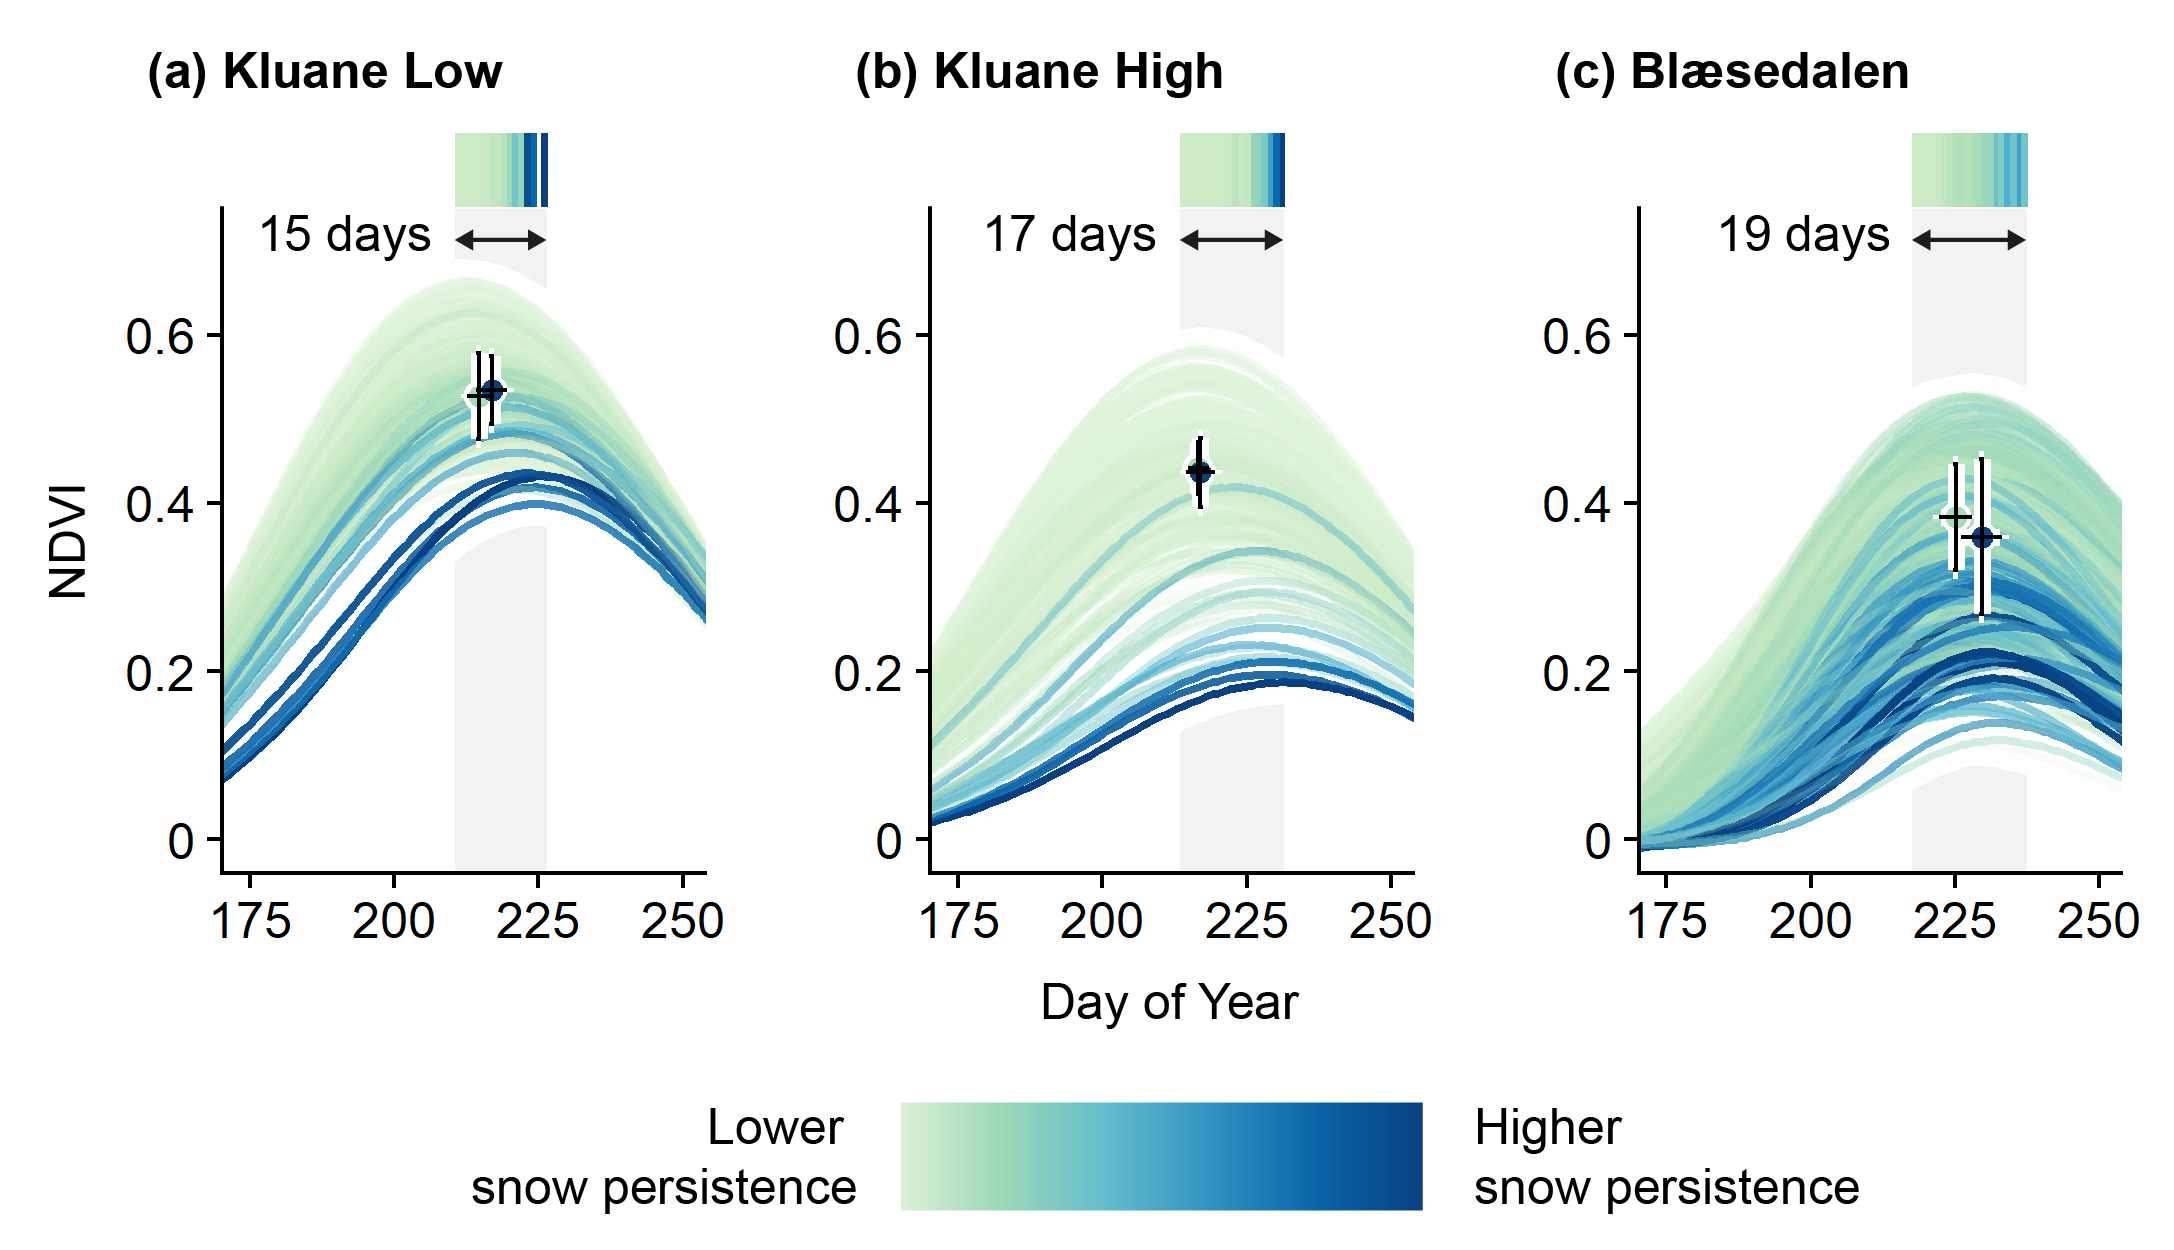 (a) Kluane Low
(b) Kluane High
(c) Blæsedalen
15 days
17 days
19 days
NDVI
0.6
0.4
0.2
0
0.6
0.4
0.2
0
0.6
0.4
0.2
0
175 200 225 250
175 200 225 250
175 200 225 250
Day of Year
Lower
snow persistence
Higher
snow persistence